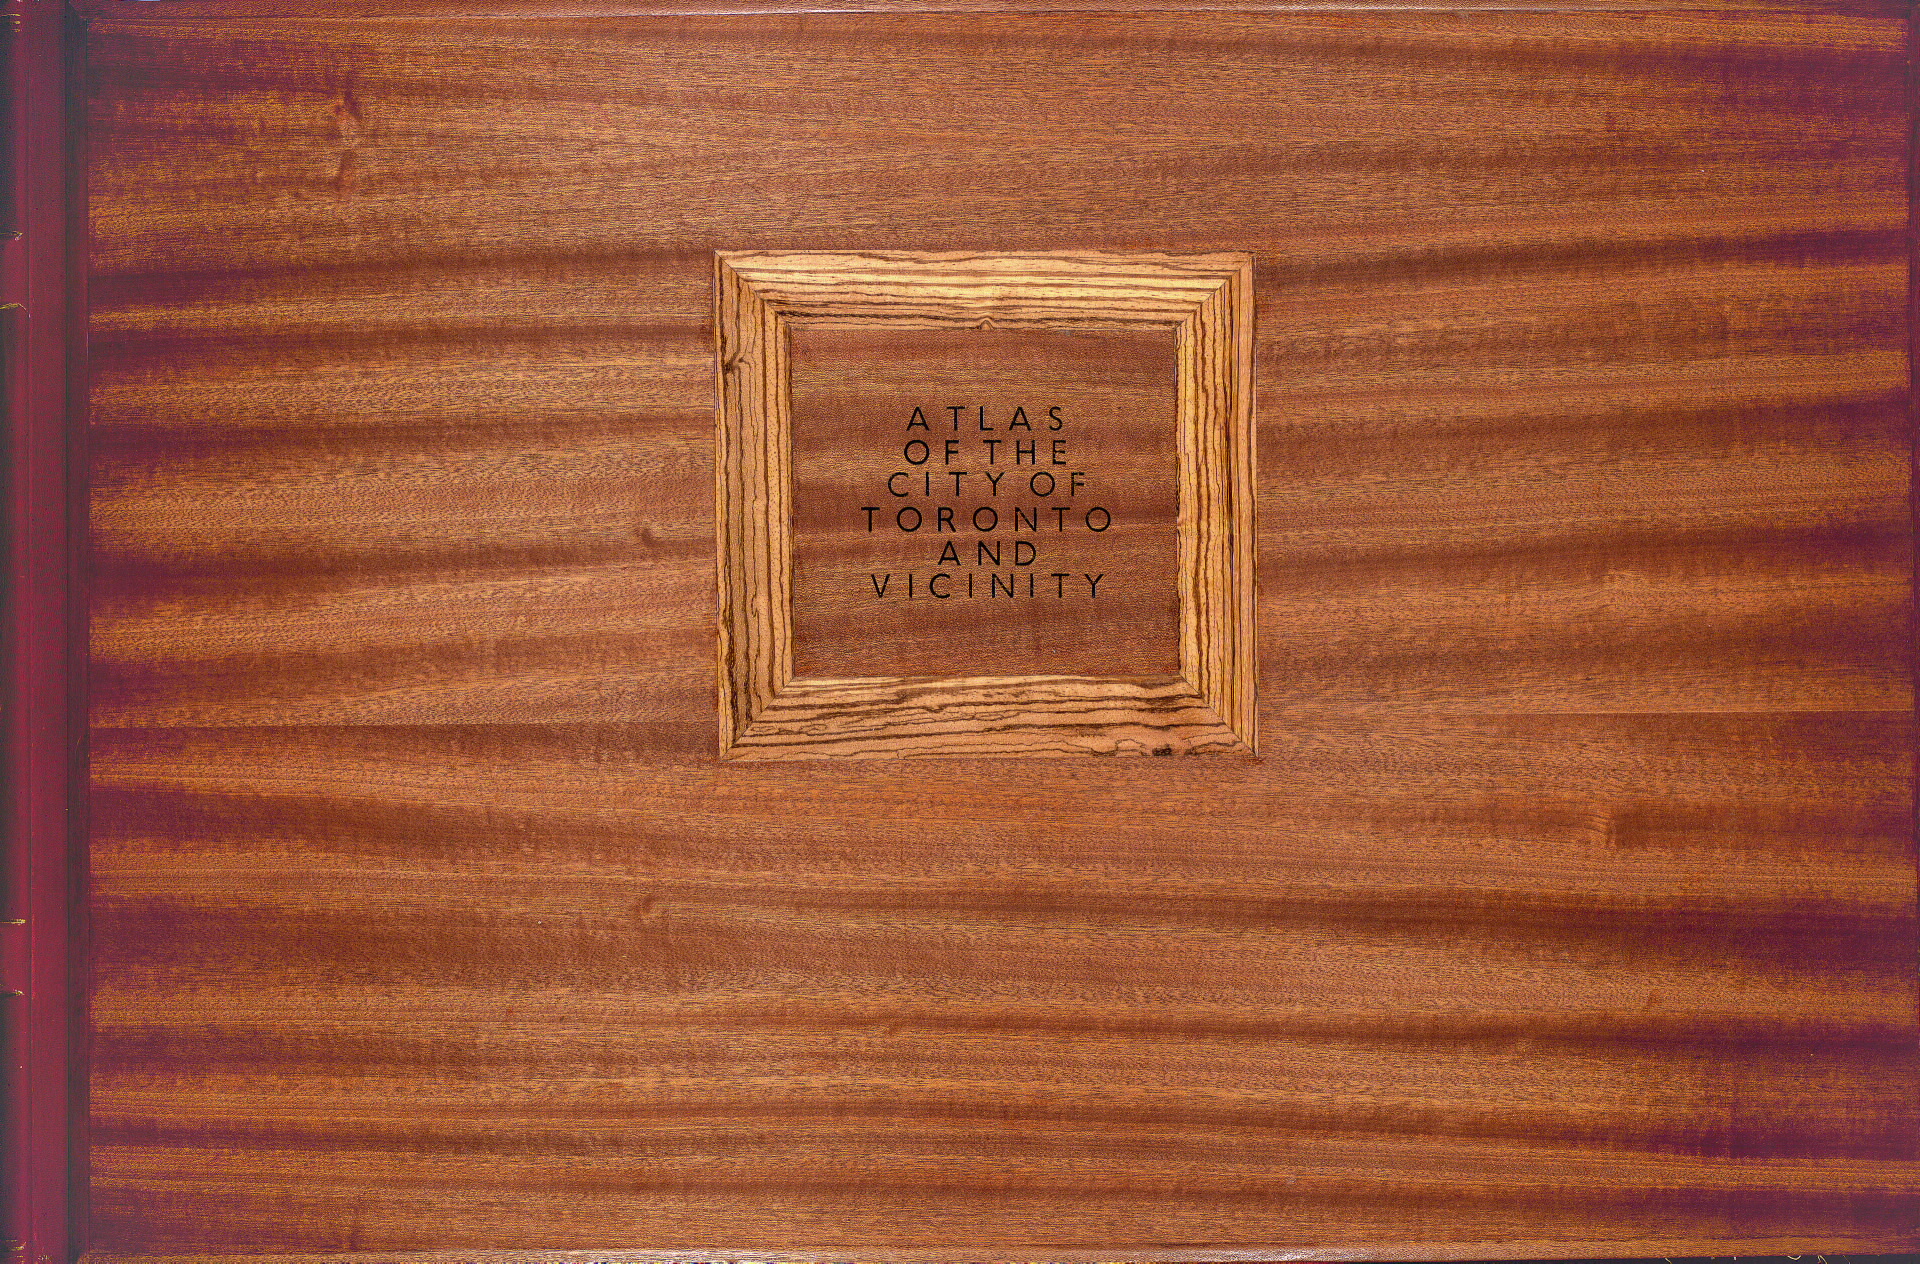 ATLAS
OF THE
CITY OF
TORONTO
AND
VICINITY